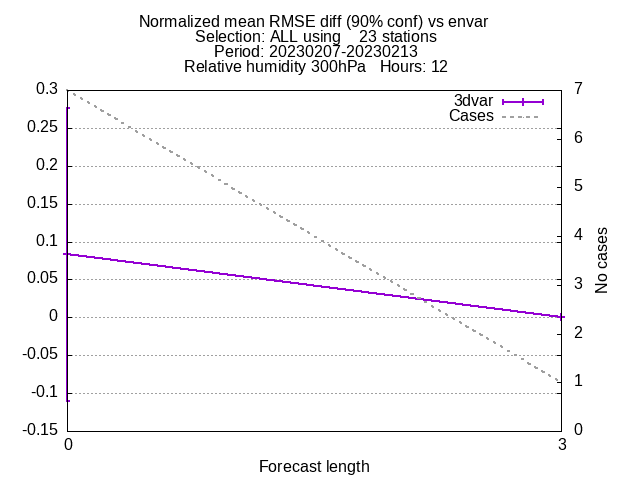 Normalized mean RMSE diff (90% conf) vs envar
Selection: ALL using    23 stations
Period: 20230207-20230213
Relative humidity 300hPa   Hours: 12
3dvar
Cases
0.3
0.25
0.2
0.15
0.1
0.05
0
-0.05
-0.1
-0.15
7
6
5
4
3
2
1
0
No cases
0
3
Forecast length